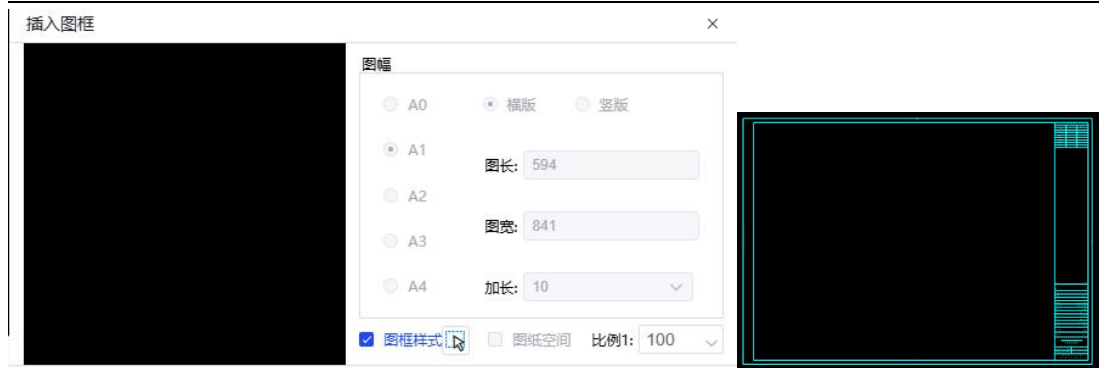 插入图框
图幅
A0 横版 竖版
A1
图长: 594
A2
图宽: 841
A3
A4 加长: 10
图框样式 图纸空间 比例1: 100